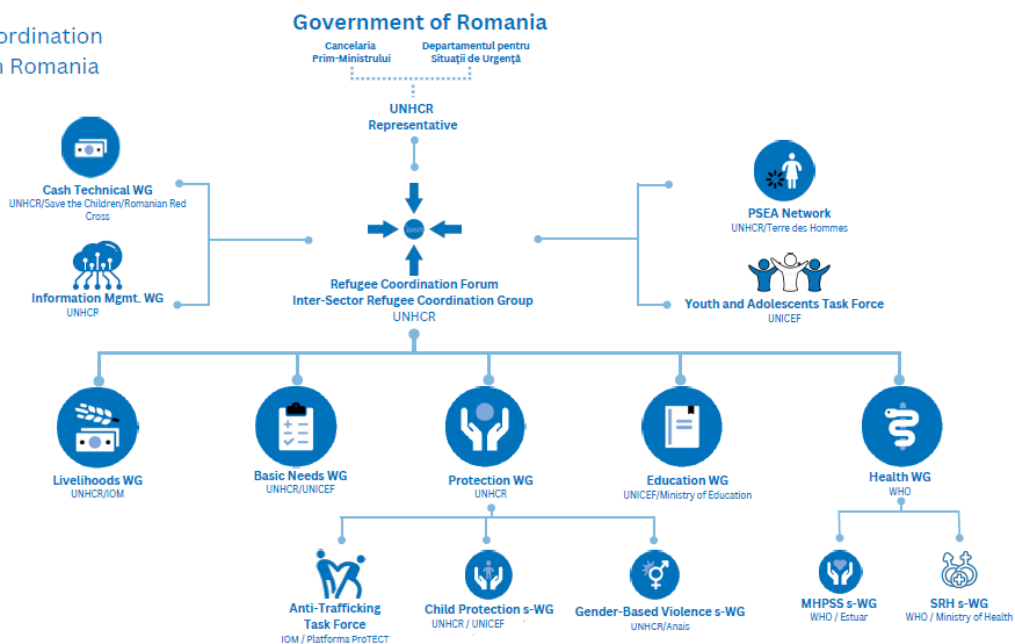 ordination
n Romania
Government of Romania
Cancelaria
Prim-Ministrului
Departamentul pentru
Situații de Urgență
UNHCR
Representative
Cash Technical WG
UNHCR/Save the Children/Romanian Red
Cross
Information Mgmt. WG
UNHCR
PSEA Network
UNHCR/Terre des Hommes
Youth and Adolescents Task Force
UNICEF
Refugee Coordination Forum
Inter-Sector Refugee Coordination Group
UNHCR
Livelihoods WG
UNHCR/IOM
Basic Needs WG
UNHCR/UNICEF
Protection WG
UNHCR
Education WG
UNICEF/Ministry of Education
Health WG
WHO
Anti-Trafficking
Task Force
IOM / Platforma ProTECT
Child Protection s-WG
UNHCR / UNICEF
Gender-Based Violence s-WG
UNHCR/Anais
MHPSS s-WG
WHO / Estuar
SRH s-WG
WHO / Ministry of Health